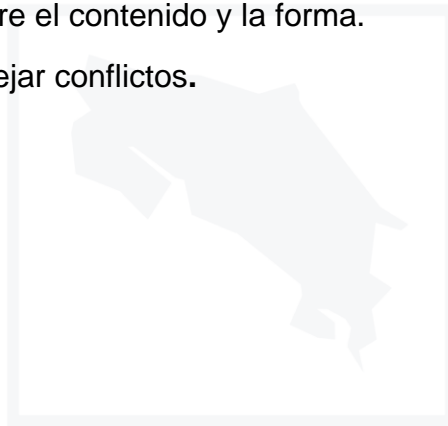 re el contenido y la forma.
ejar conflictos.